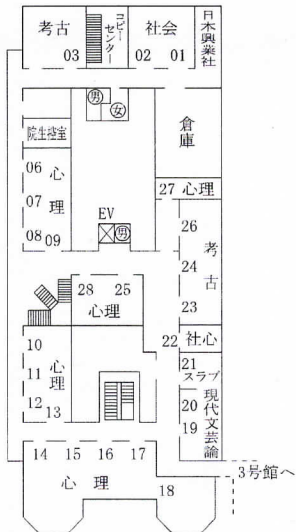 考古
03
コピー
センター
社会
02 01
日本興業社
男
女
倉庫
院生控室
06
07
08 09
心理
27 心理
EV
男
26
24
23
考古
28 25
心理
22
社心
10
11
12 13
心理
21
スラブ
20
19
現代文芸論
14 15 16 17
心理
18
3号館へ